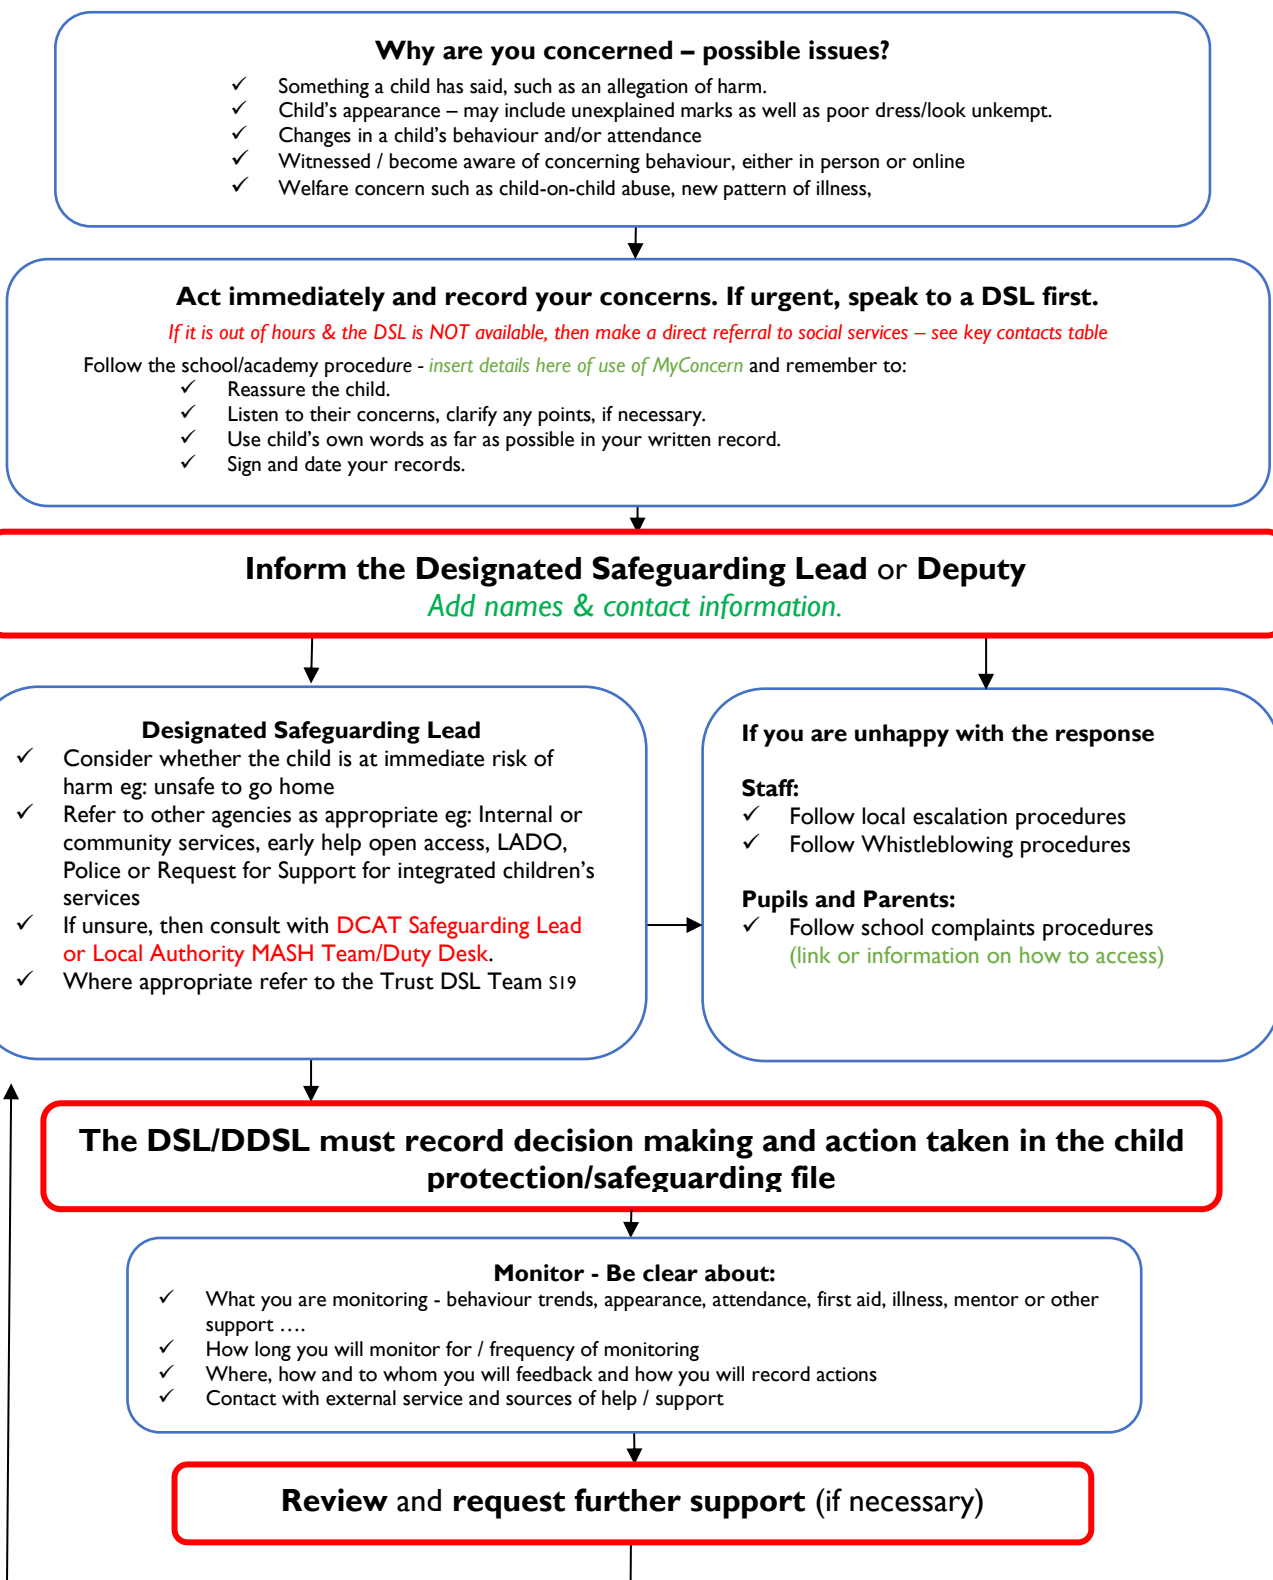 Why are you concerned – possible issues?
✓ Something a child has said, such as an allegation of harm.
✓ Child's appearance – may include unexplained marks as well as poor dress/look unkempt.
✓ Changes in a child's behaviour and/or attendance
✓ Witnessed / become aware of concerning behaviour, either in person or online
✓ Welfare concern such as child-on-child abuse, new pattern of illness,
Act immediately and record your concerns. If urgent, speak to a DSL first.
If it is out of hours & the DSL is NOT available, then make a direct referral to social services – see key contacts table
Follow the school/academy procedure - insert details here of use of MyConcern and remember to:
✓ Reassure the child.
✓ Listen to their concerns, clarify any points, if necessary.
✓ Use child's own words as far as possible in your written record.
✓ Sign and date your records.
Inform the Designated Safeguarding Lead or Deputy
Add names & contact information.
Designated Safeguarding Lead
✓ Consider whether the child is at immediate risk of
harm eg: unsafe to go home
✓ Refer to other agencies as appropriate eg: Internal or
community services, early help open access, LADO,
Police or Request for Support for integrated children's
services
✓ If unsure, then consult with DCAT Safeguarding Lead
or Local Authority MASH Team/Duty Desk.
✓ Where appropriate refer to the Trust DSL Team S19
If you are unhappy with the response
Staff:
✓ Follow local escalation procedures
✓ Follow Whistleblowing procedures
Pupils and Parents:
✓ Follow school complaints procedures
(link or information on how to access)
The DSL/DDSL must record decision making and action taken in the child
protection/safeguarding file
Monitor - Be clear about:
✓ What you are monitoring - behaviour trends, appearance, attendance, first aid, illness, mentor or other
support ….
✓ How long you will monitor for / frequency of monitoring
✓ Where, how and to whom you will feedback and how you will record actions
✓ Contact with external service and sources of help / support
Review and request further support (if necessary)